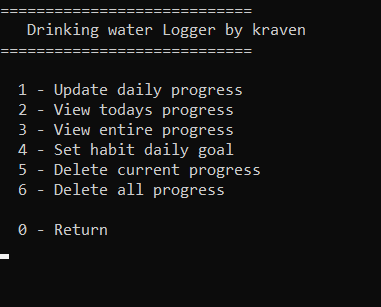 ============================
Drinking water Logger by kraven
============================
1 - Update daily progress
2 - View todays progress
3 - View entire progress
4 - Set habit daily goal
5 - Delete current progress
6 - Delete all progress
0 - Return